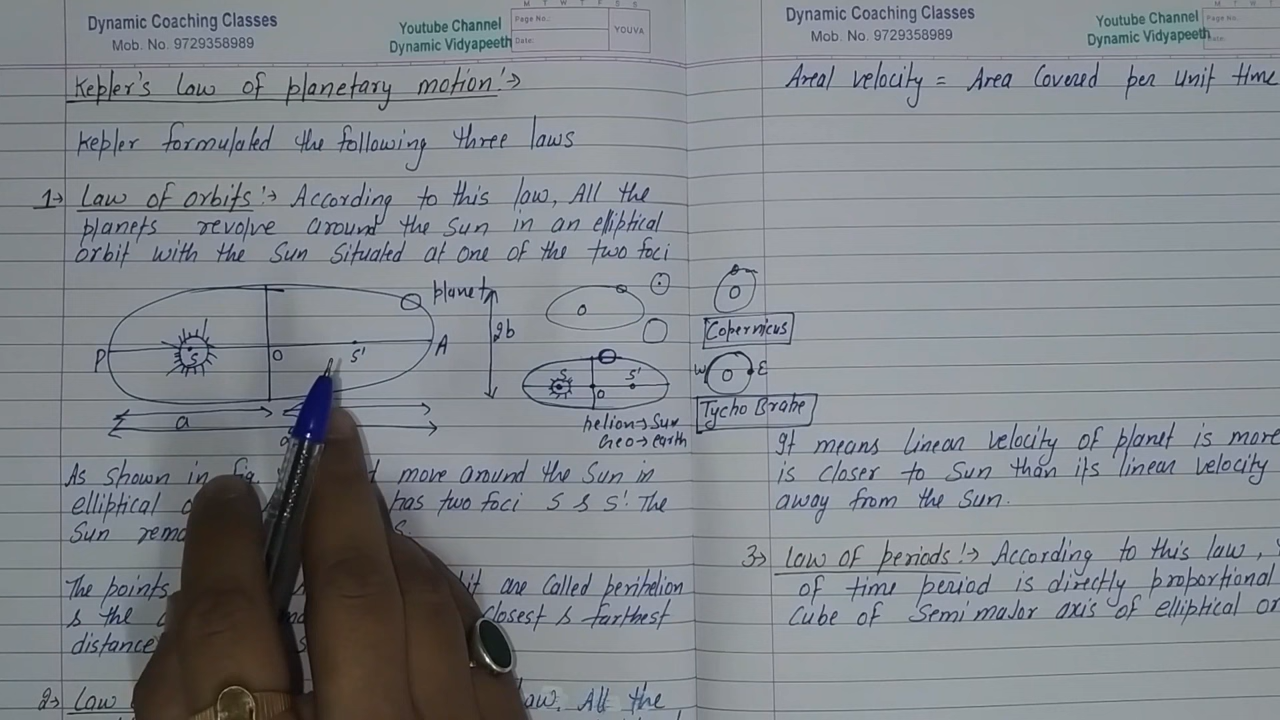 Dynamic Coaching Classes
Mob. No. 9729358989
Youtube Channel
Dynamic Vidyapeeth
M T W T F S S
Page No.:
Date:
YOUVA
Kepler's Law of planetary motion :→
Kepler formulated the following three laws
1→ Law of orbits :→ According to this law, All the
planets revolve around the Sun in an elliptical
orbit with the Sun Situated at one of the two foci
planet
2b
P
S
O
S'
A
a
S
O
S'
helion → Sun
Geo → earth
Copernicus
W
E
Tycho Brahe
As shown in fig. move around the Sun in
elliptical has two foci S & S'. The
Sun S.
The points are called perihelion
& the closest & farthest
distance
2→ Law law. All the
Dynamic Coaching Classes
Mob. No. 9729358989
Youtube Channel
Dynamic Vidyapeeth
Page No.:
Areal velocity = Area Covered per unit time
It means linear velocity of planet is more
is closer to Sun than its linear velocity
away from the Sun.
3→ Law of periods :→ According to this law,
of time period is directly proportional
Cube of Semi major axis of elliptical